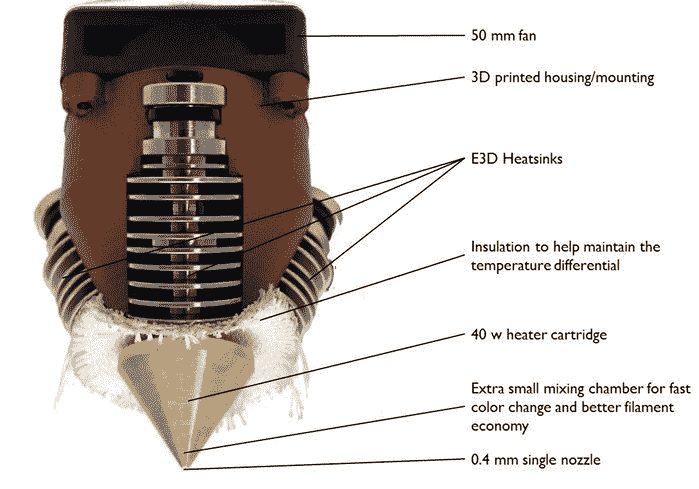 50 mm fan
3D printed housing/mounting
E3D Heatsinks
Insulation to help maintain the
temperature differential
40 w heater cartridge
Extra small mixing chamber for fast
color change and better filament
economy
0.4 mm single nozzle